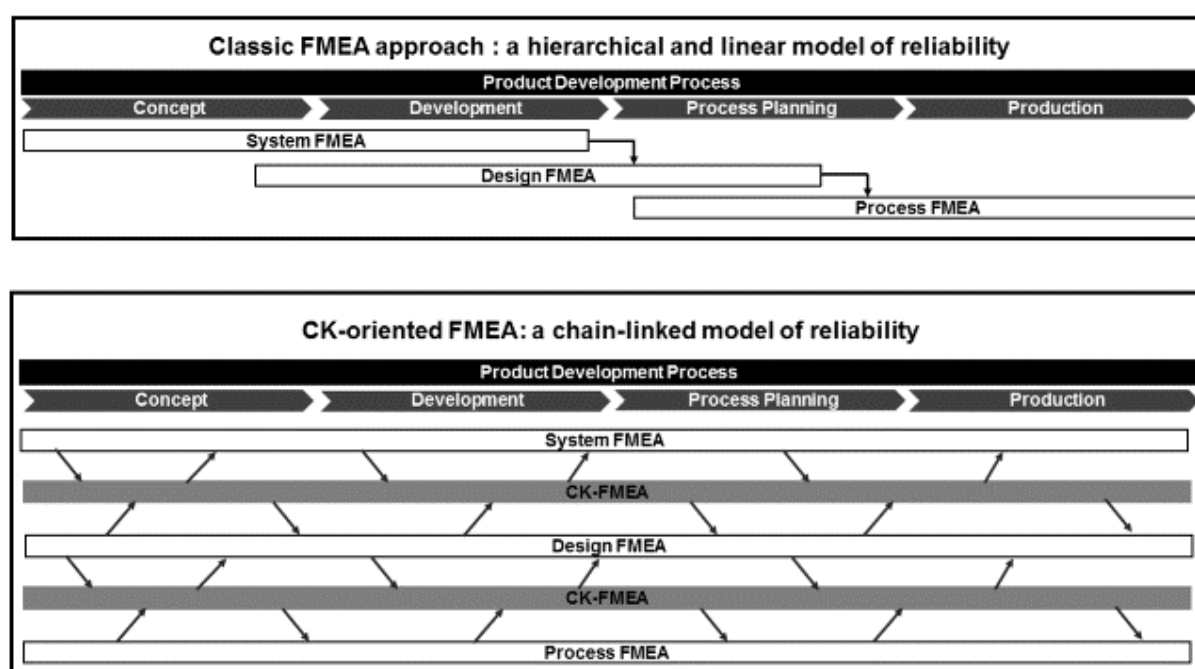 Classic FMEA approach : a hierarchical and linear model of reliability
Product Development Process
Concept Development Process Planning Production
System FMEA
Design FMEA
Process FMEA
CK-oriented FMEA: a chain-linked model of reliability
Product Development Process
Concept Development Process Planning Production
System FMEA
CK-FMEA
Design FMEA
CK-FMEA
Process FMEA